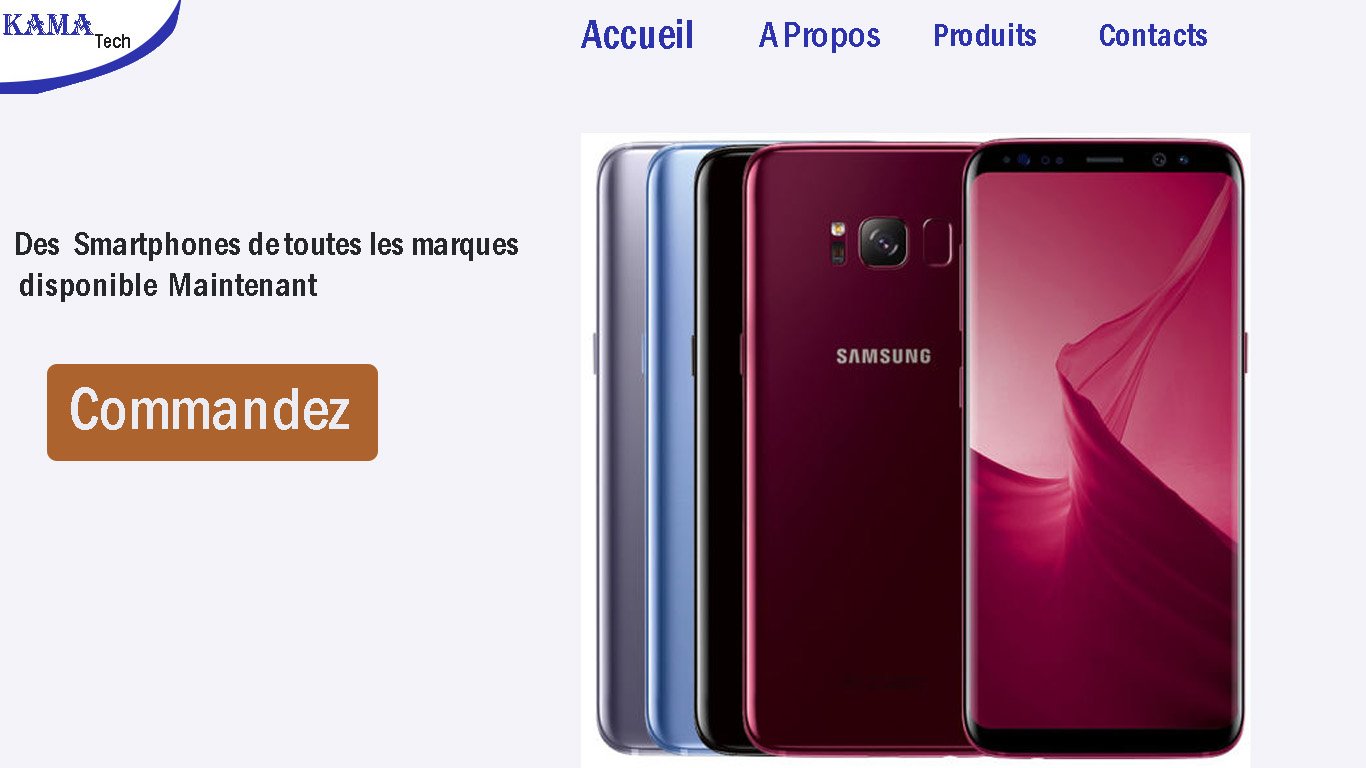 KAMA
Tech
Accueil
A Propos
Produits
Contacts
Des Smartphones de toutes les marques
disponible Maintenant
Commandez
SAMSUNG